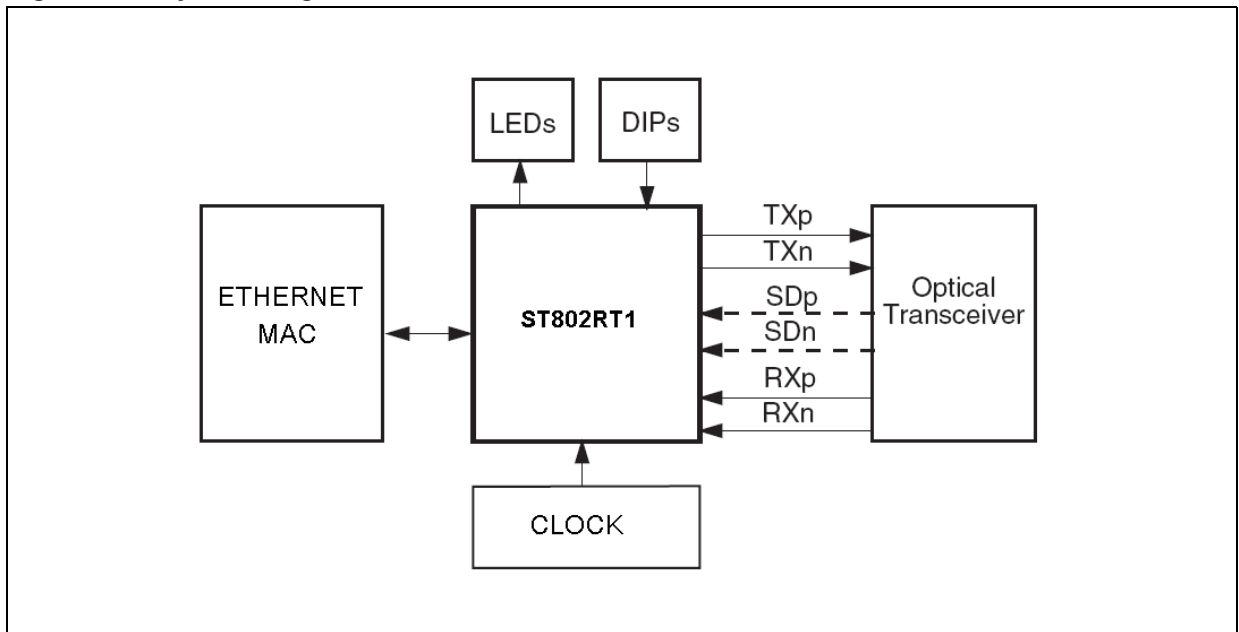 LEDs
DIPs
ETHERNET
MAC
ST802RT1
TXp
TXn
SDp
SDn
RXp
RXn
Optical
Transceiver
CLOCK